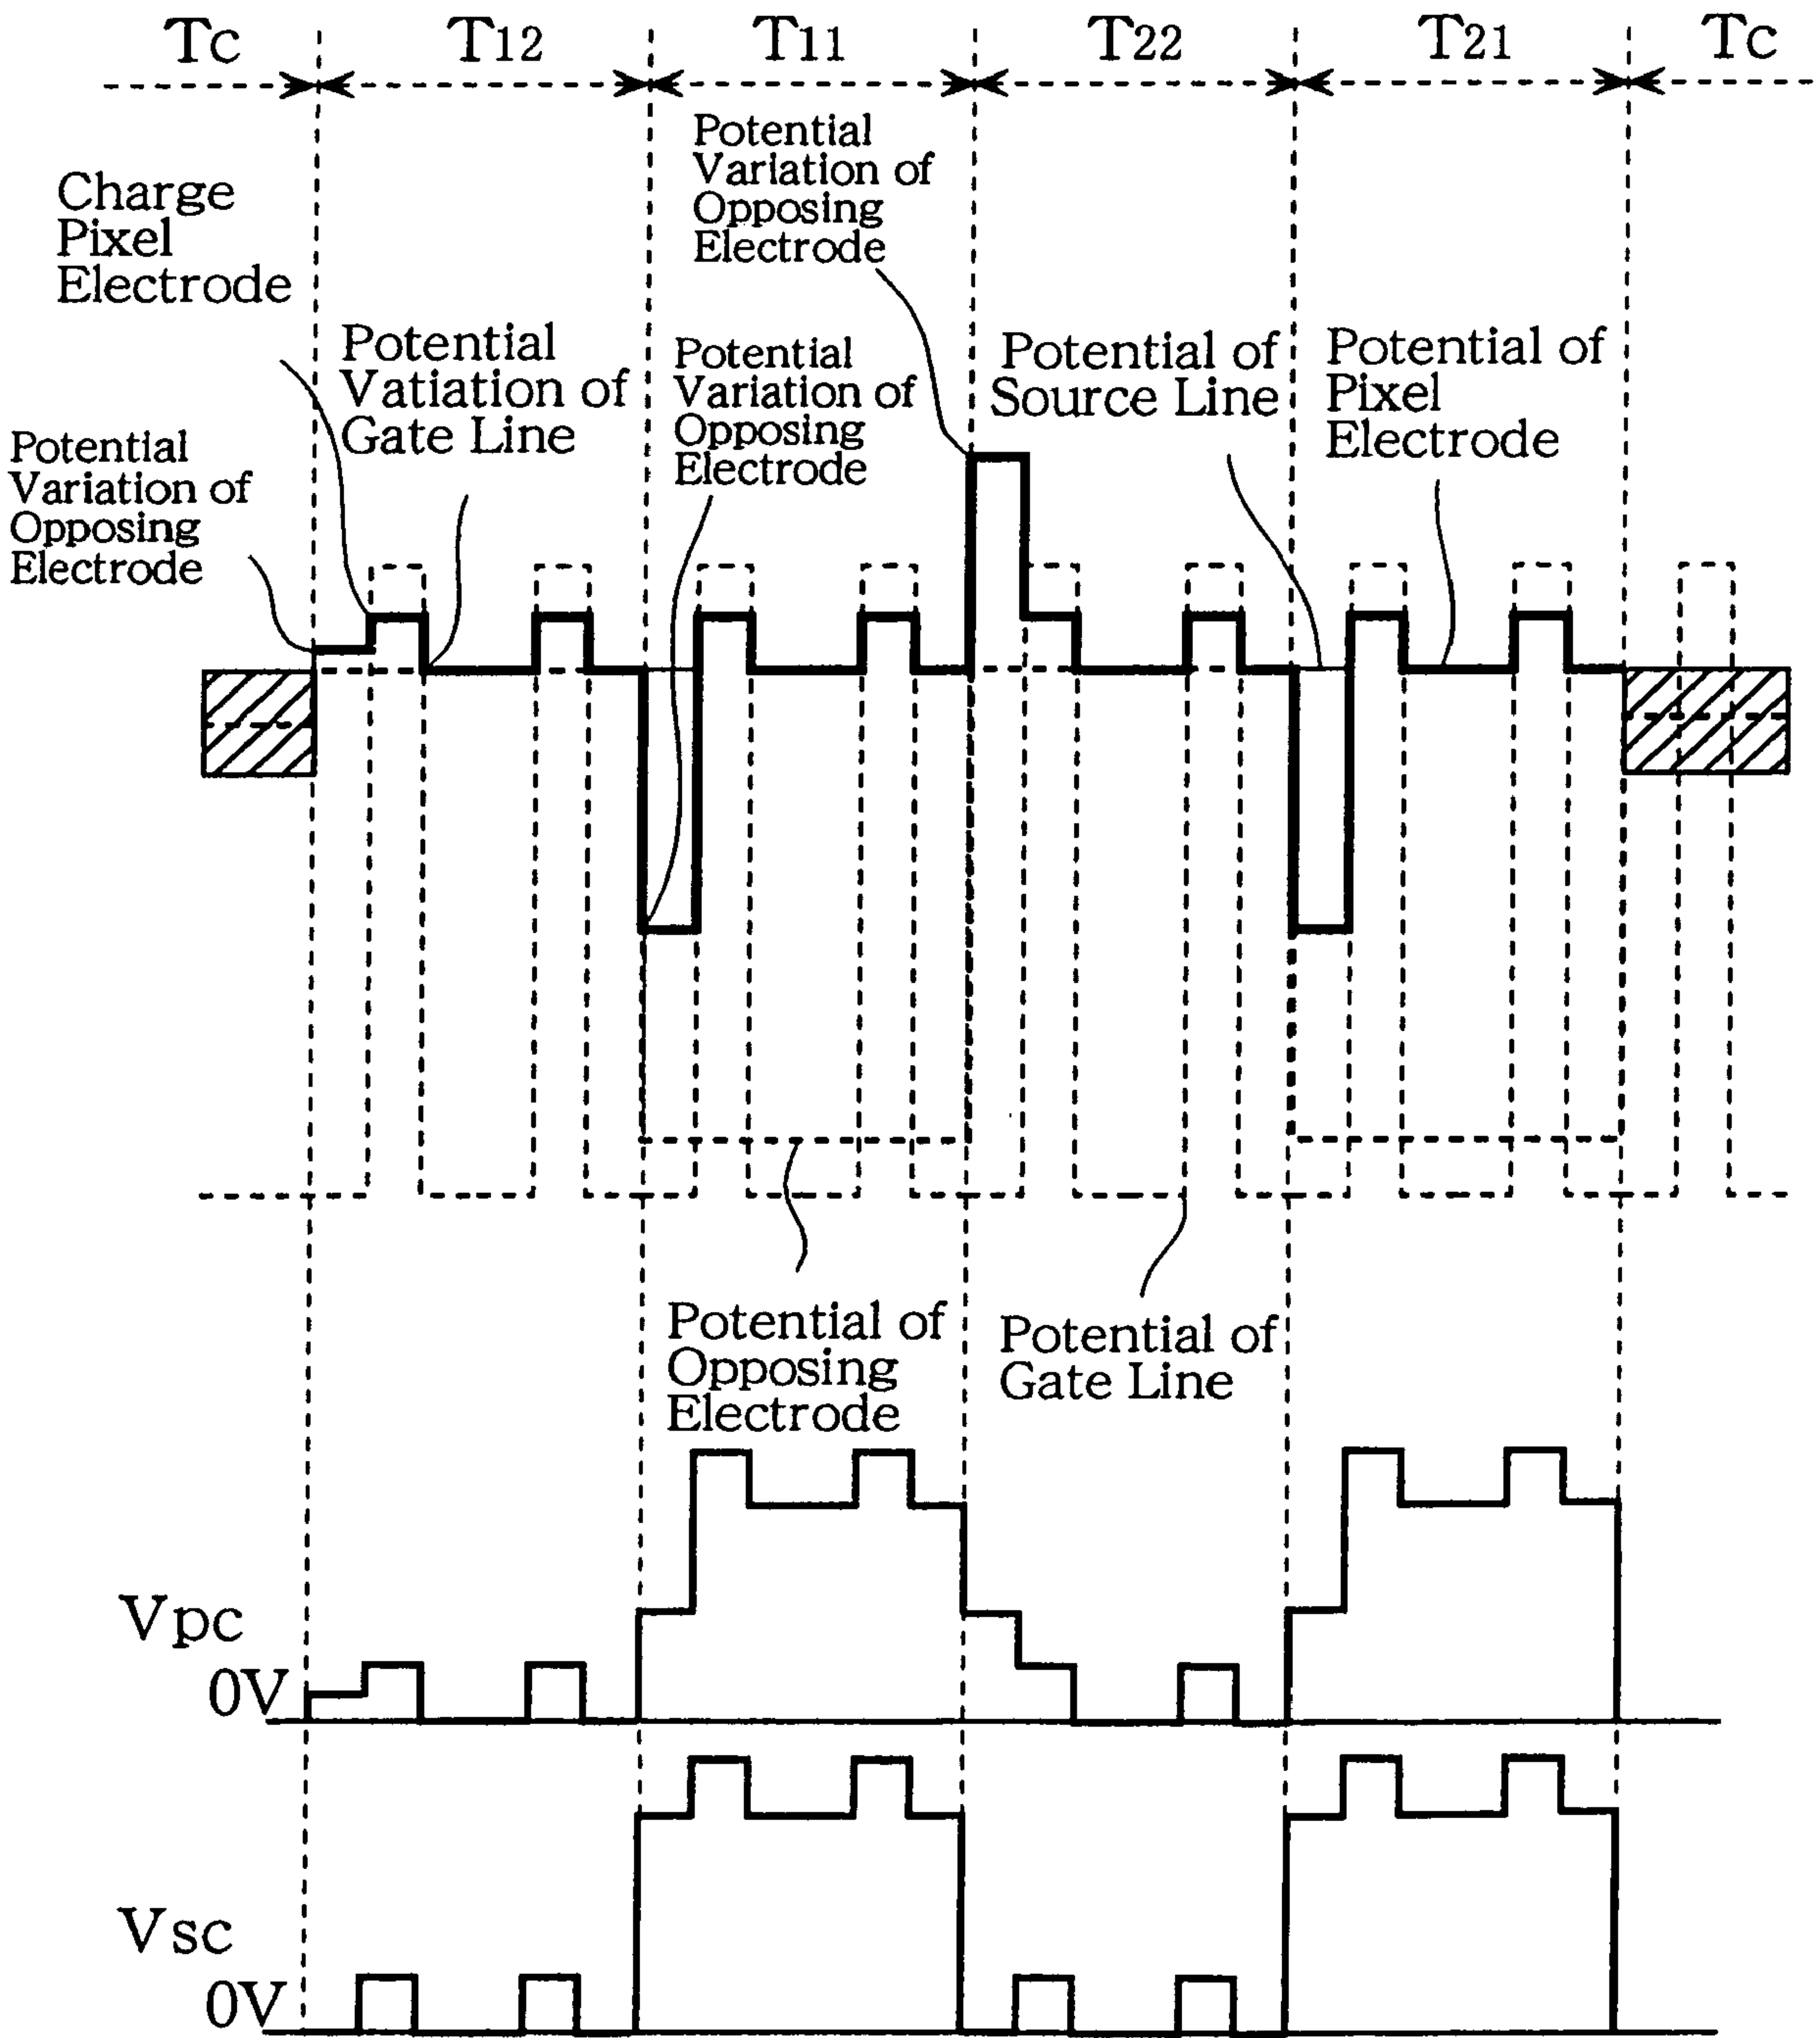 Tc T12 T11 T22 T21 Tc
Potential
Variation of
Opposing
Electrode
Charge
Pixel
Electrode
Potential
Vatiation of
Gate Line
Potential
Variation of
Opposing
Electrode
Potential of
Source Line
Potential of
Pixel
Electrode
Potential
Variation of
Opposing
Electrode
Potential of
Opposing
Electrode
Potential of
Gate Line
Vpc
0V
Vsc
0V